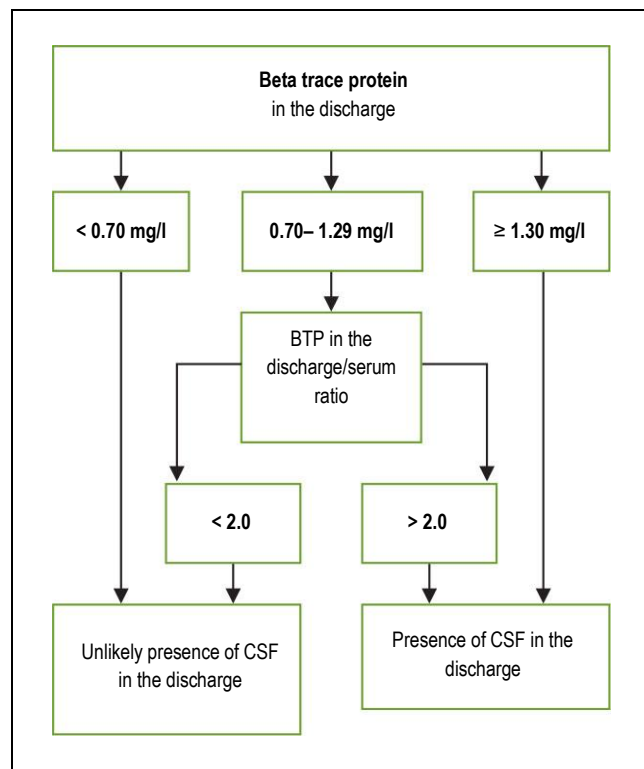 Beta trace protein
in the discharge
< 0.70 mg/l
0.70– 1.29 mg/l
≥ 1.30 mg/l
BTP in the
discharge/serum
ratio
< 2.0
> 2.0
Unlikely presence of CSF
in the discharge
Presence of CSF in the
discharge